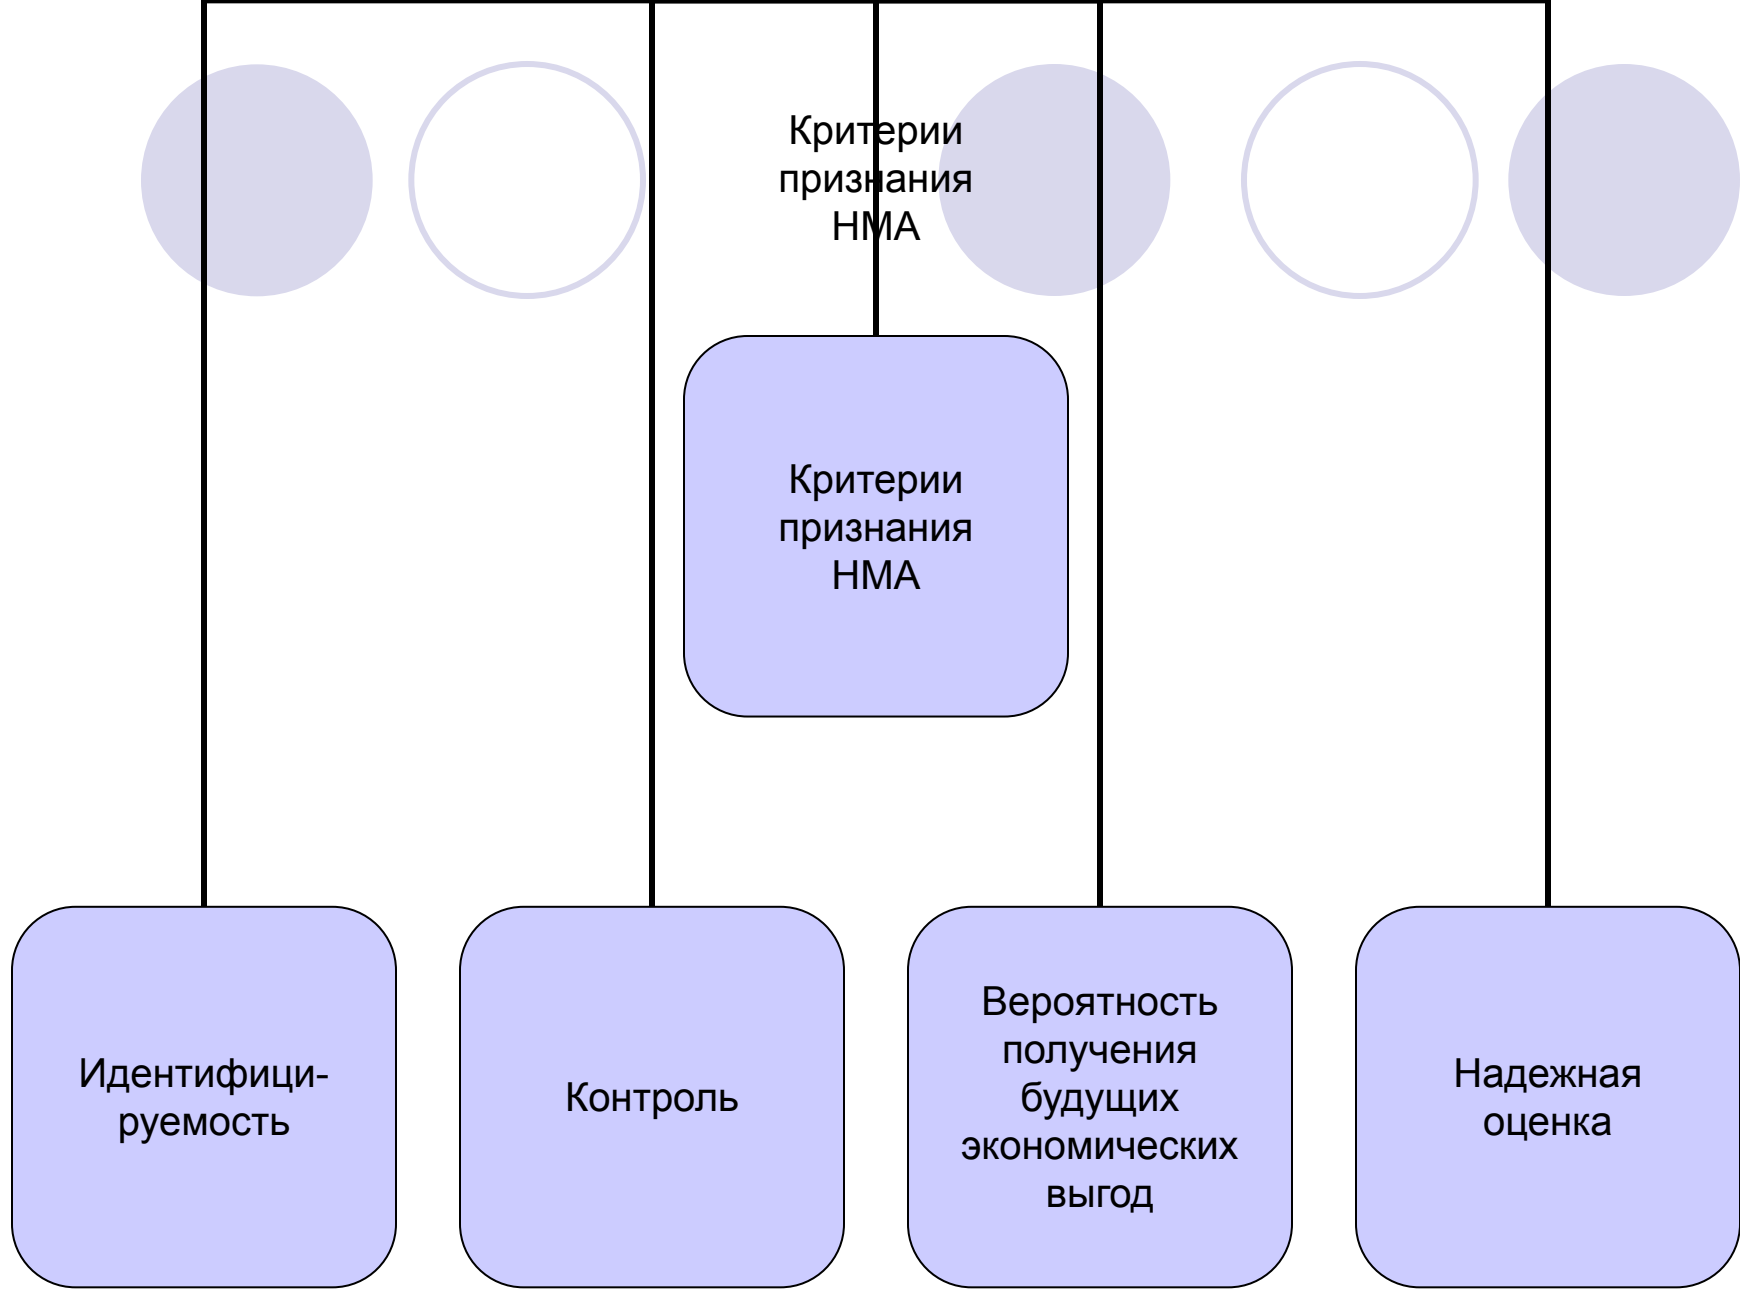 Критерии
признания
НМА
Критерии
признания
НМА
Идентифици-
руемость
Контроль
Вероятность
получения
будущих
экономических
выгод
Надежная
оценка